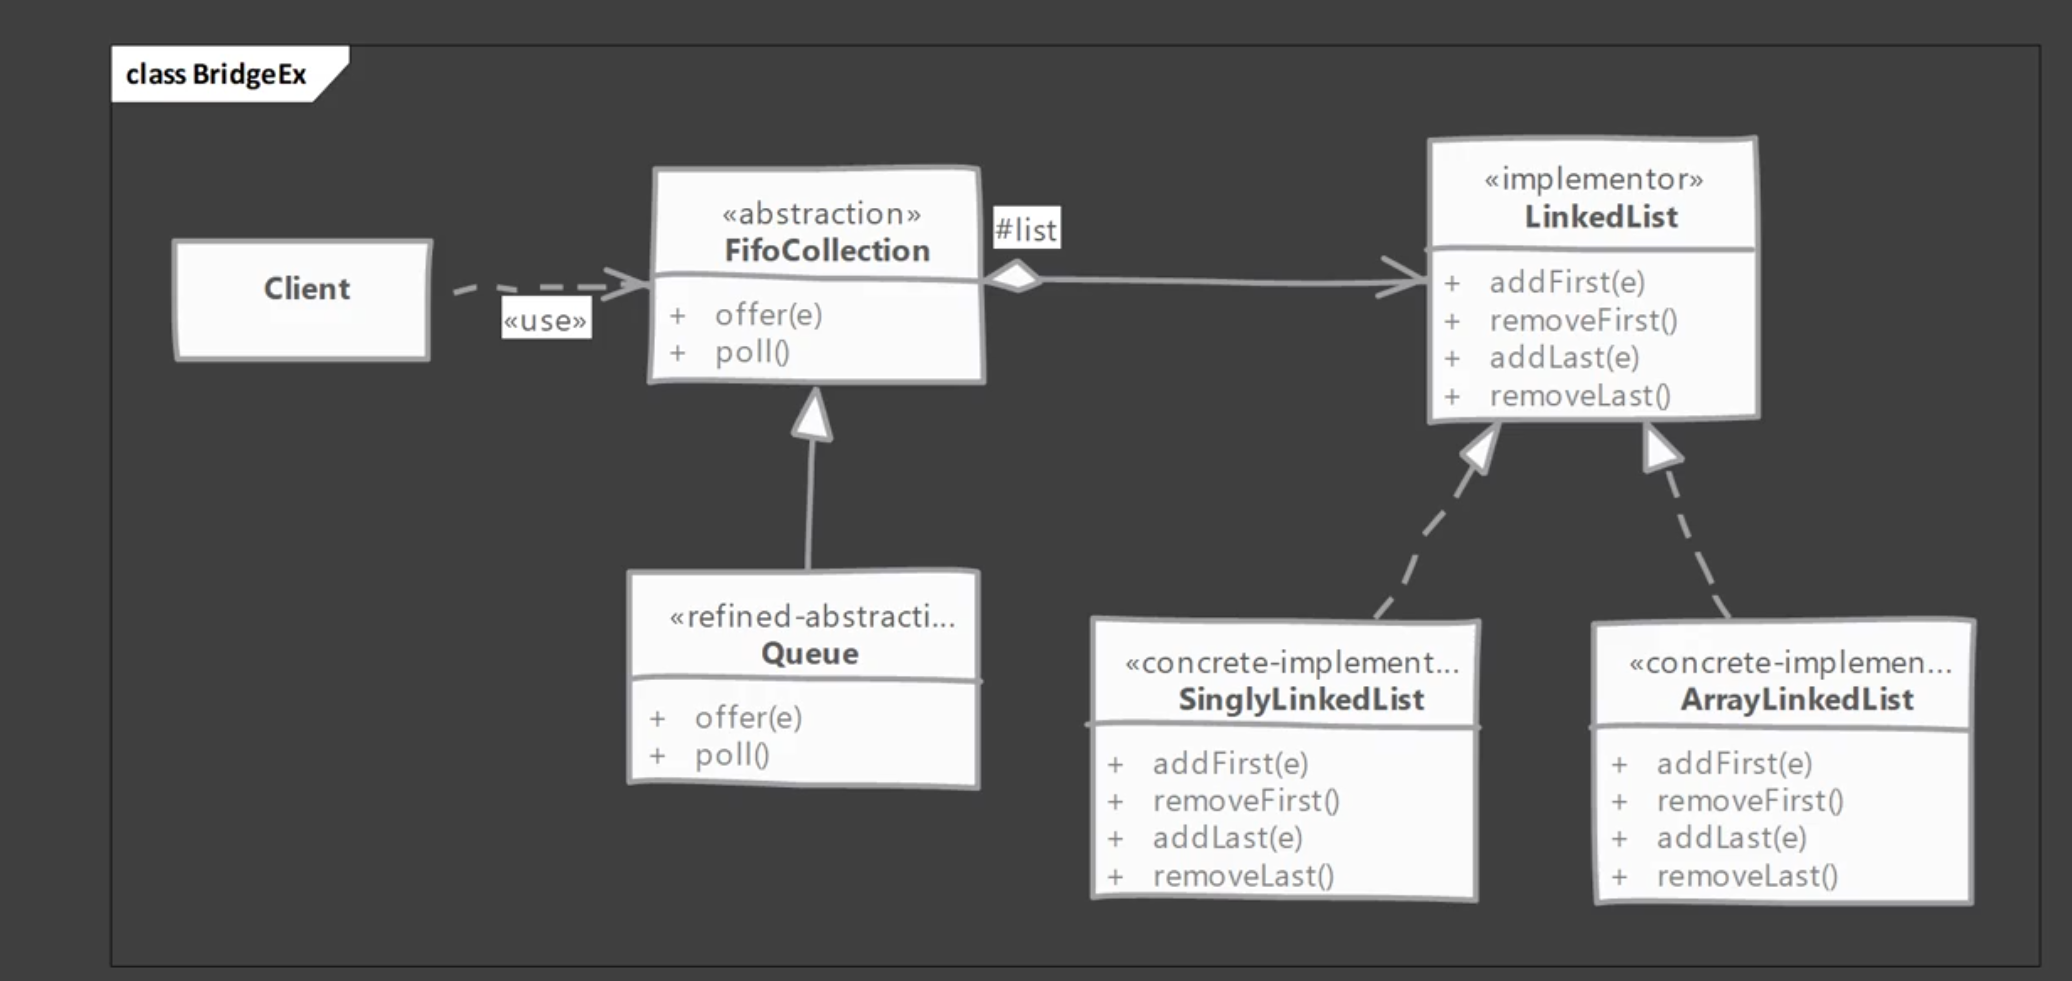 class BridgeEx
Client
«use»
«abstraction»
FifoCollection
+ offer(e)
+ poll()
#list
«implementor»
LinkedList
+ addFirst(e)
+ removeFirst()
+ addLast(e)
+ removeLast()
«refined-abstracti...
Queue
+ offer(e)
+ poll()
«concrete-implement...
SinglyLinkedList
+ addFirst(e)
+ removeFirst()
+ addLast(e)
+ removeLast()
«concrete-implemen...
ArrayLinkedList
+ addFirst(e)
+ removeFirst()
+ addLast(e)
+ removeLast()